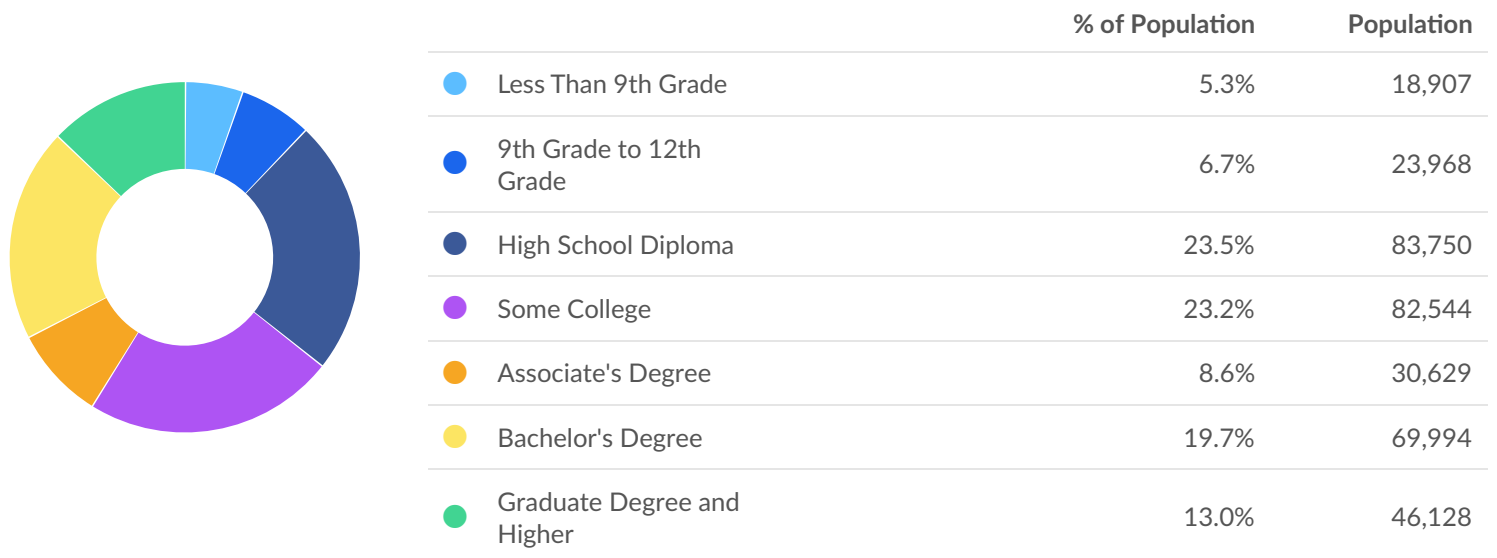 % of Population Population
Less Than 9th Grade 5.3% 18,907
9th Grade to 12th
Grade 6.7% 23,968
High School Diploma 23.5% 83,750
Some College 23.2% 82,544
Associate's Degree 8.6% 30,629
Bachelor's Degree 19.7% 69,994
Graduate Degree and
Higher 13.0% 46,128